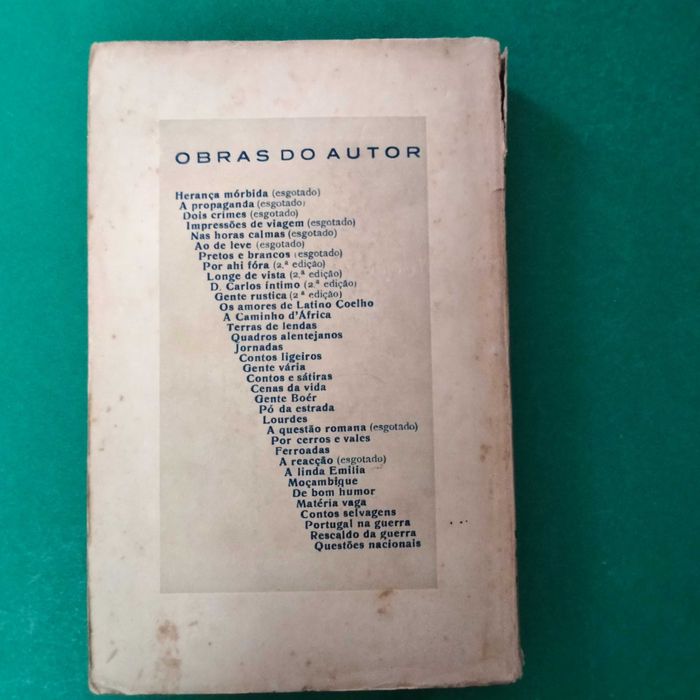 OBRAS DO AUTOR
Herança mórbida (esgotado)
A propaganda (esgotado)
Dois crimes (esgotado)
Impressões de viagem (esgotado)
Nas horas calmas (esgotado)
Ao de leve (esgotado)
Pretos e brancos (esgotado)
Por ahi fóra (2.ª edição)
Longe de vista (2.ª edição)
D. Carlos íntimo (2.ª edição)
Gente rustica (2 ª edição)
Os amores de Latino Coelho
A Caminho d'África
Terras de lendas
Quadros alentejanos
Jornadas
Contos ligeiros
Gente vária
Contos e sátiras
Cenas da vida
Gente Boér
Pó da estrada
Lourdes
A questão romana (esgotado)
Por cerros e vales
Ferroadas
A reacção (esgotado)
A linda Emilia
Moçambique
De bom humor
Matéria vaga
Contos selvagens
Portugal na guerra
Rescaldo da guerra
Questões nacionais